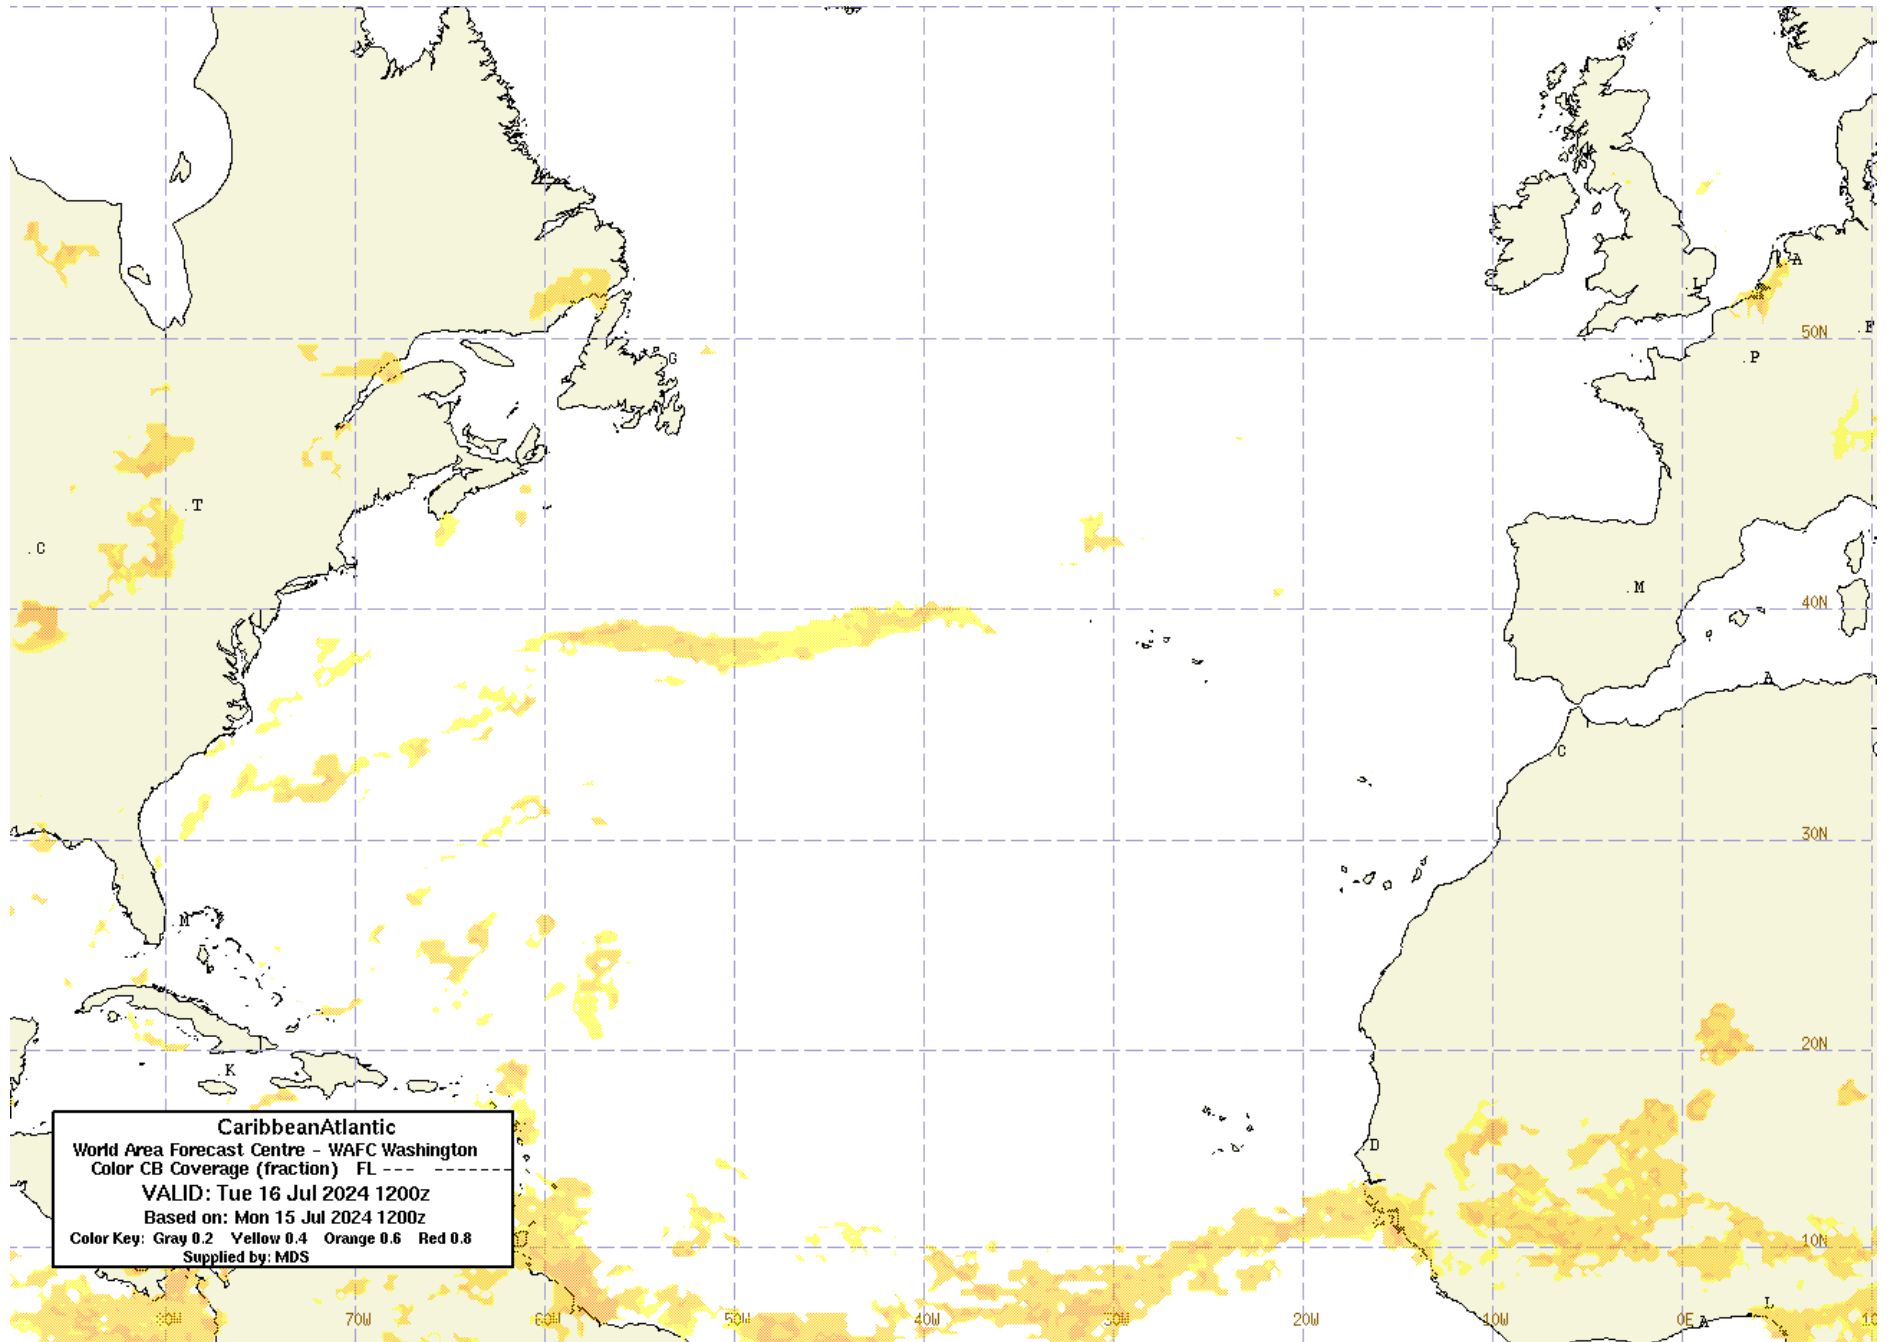 .A
.L
.F
50N
.P
G
.T
.C
.M
40N
A
C
30N
.M
20N
K
D
CaribbeanAtlantic
World Area Forecast Centre - WAFC Washington
Color CB Coverage (fraction) FL --- ----------
VALID: Tue 16 Jul 2024 1200z
Based on: Mon 15 Jul 2024 1200z
Color Key: Gray 0.2 Yellow 0.4 Orange 0.6 Red 0.8
Supplied by: MDS
10N
L
80W 70W 60W 50W 40W 30W 20W 10W 0E A 10E